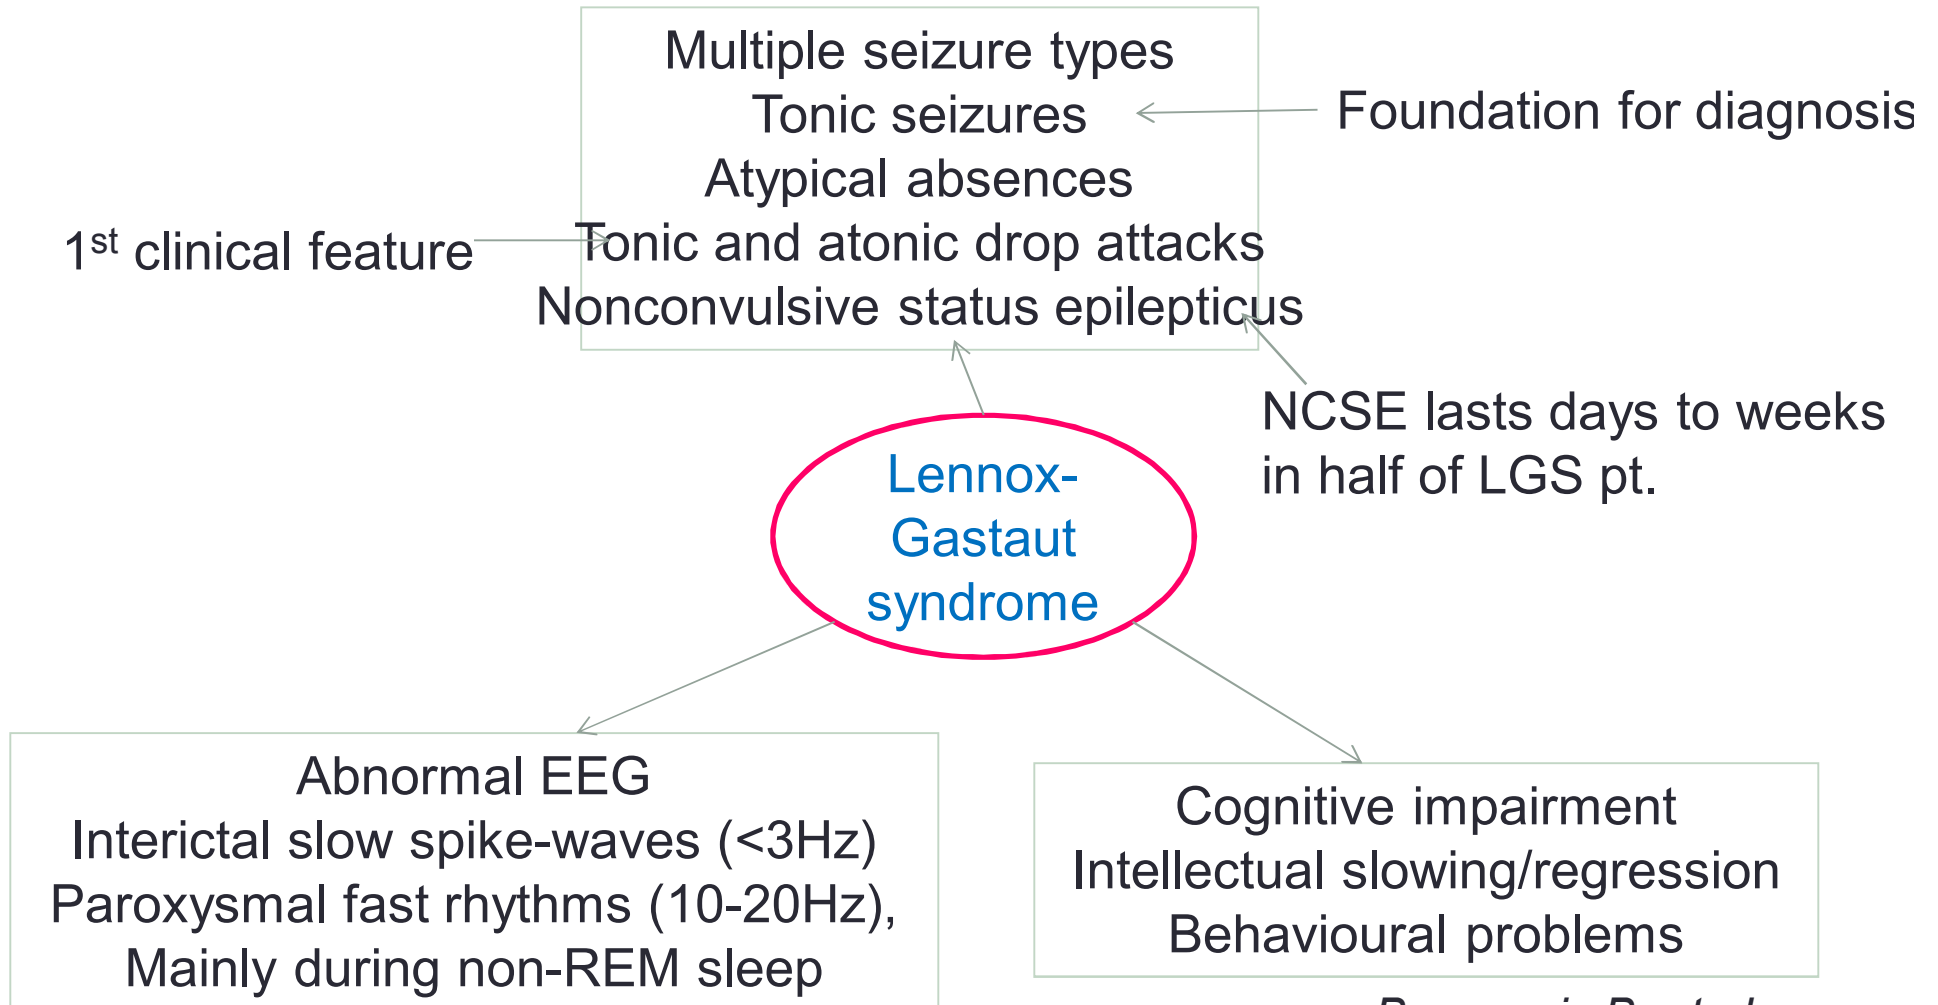 Multiple seizure types
Tonic seizures
Foundation for diagnosis
Atypical absences
1st clinical feature
Tonic and atonic drop attacks
Nonconvulsive status epilepticus
NCSE lasts days to weeks
in half of LGS pt.
Lennox-
Gastaut
syndrome
Abnormal EEG
Interictal slow spike-waves (<3Hz)
Paroxysmal fast rhythms (10-20Hz),
Mainly during non-REM sleep
Cognitive impairment
Intellectual slowing/regression
Behavioural problems